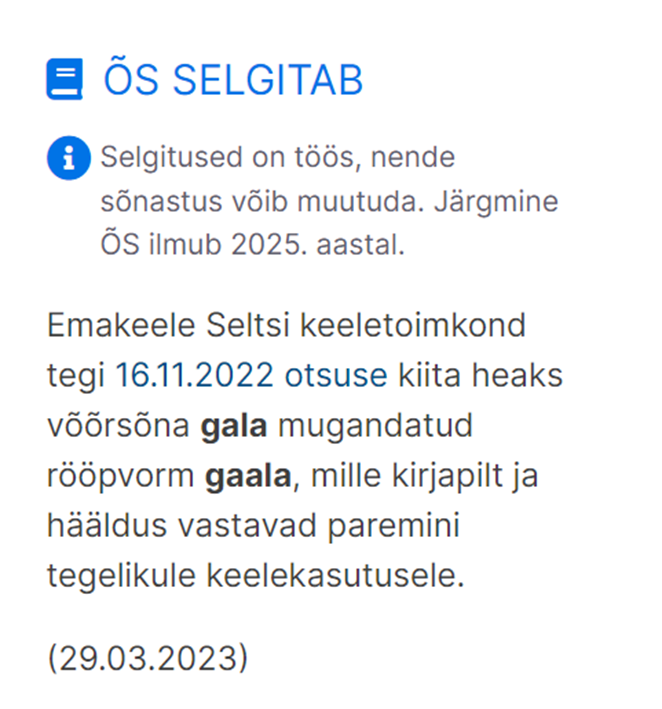 ÕS SELGITAB
Selgitused on töös, nende
sõnastus võib muutuda. Järgmine
ÕS ilmub 2025. aastal.
Emakeele Seltsi keeletoimkond
tegi 16.11.2022 otsuse kiita heaks
võõrsõna gala mugandatud
rööpvorm gaala, mille kirjapilt ja
hääldus vastavad paremini
tegelikule keelekasutusele.
(29.03.2023)